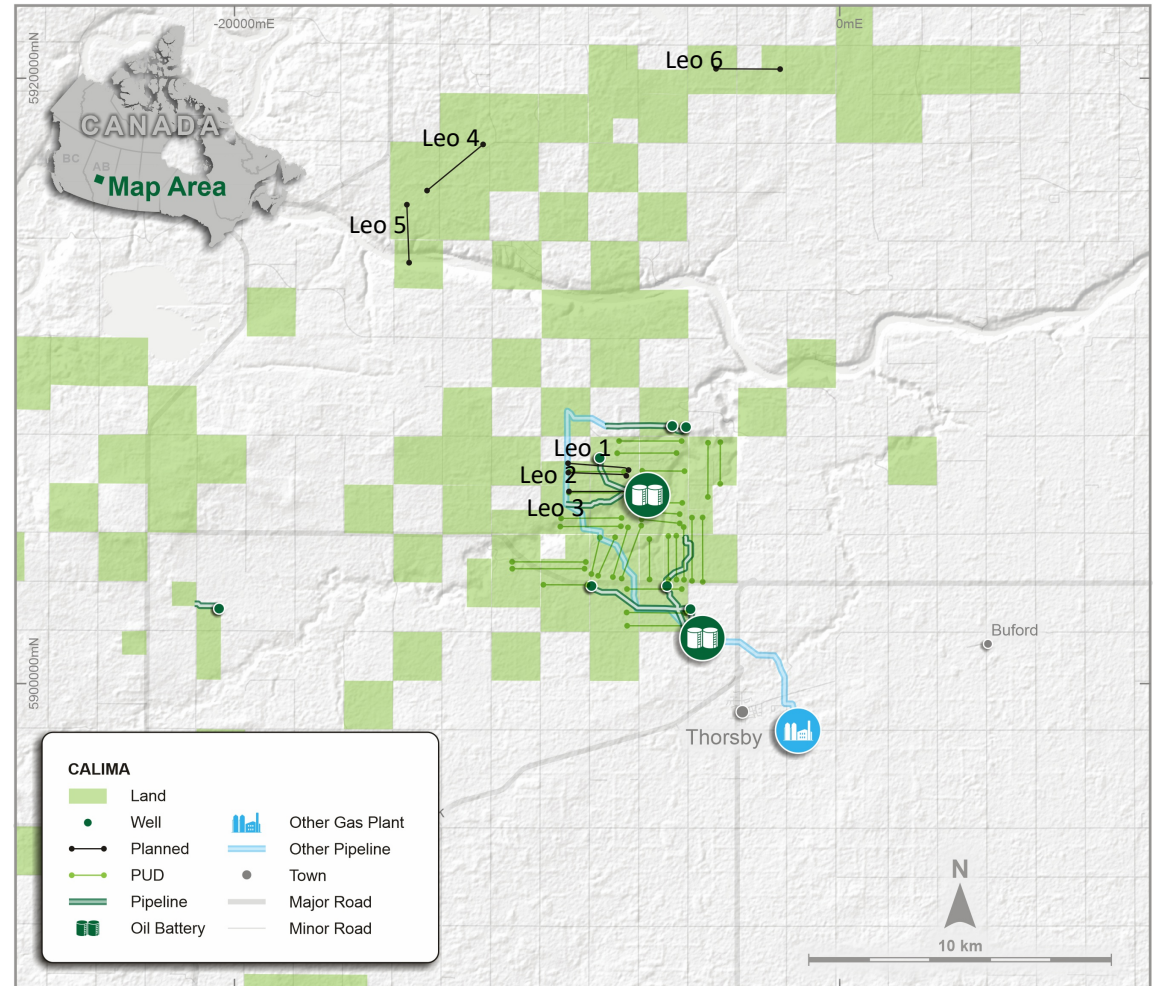 -20000mE
0mE
5920000mN
CANADA
BC
AB
Map Area
Leo 6
Leo 4
Leo 5
Leo 1
Leo 2
Leo 3
5900000mN
Buford
Thorsby
CALIMA
Land
Well
Planned
PUD
Pipeline
Oil Battery
Other Gas Plant
Other Pipeline
Town
Major Road
Minor Road
N
10 km